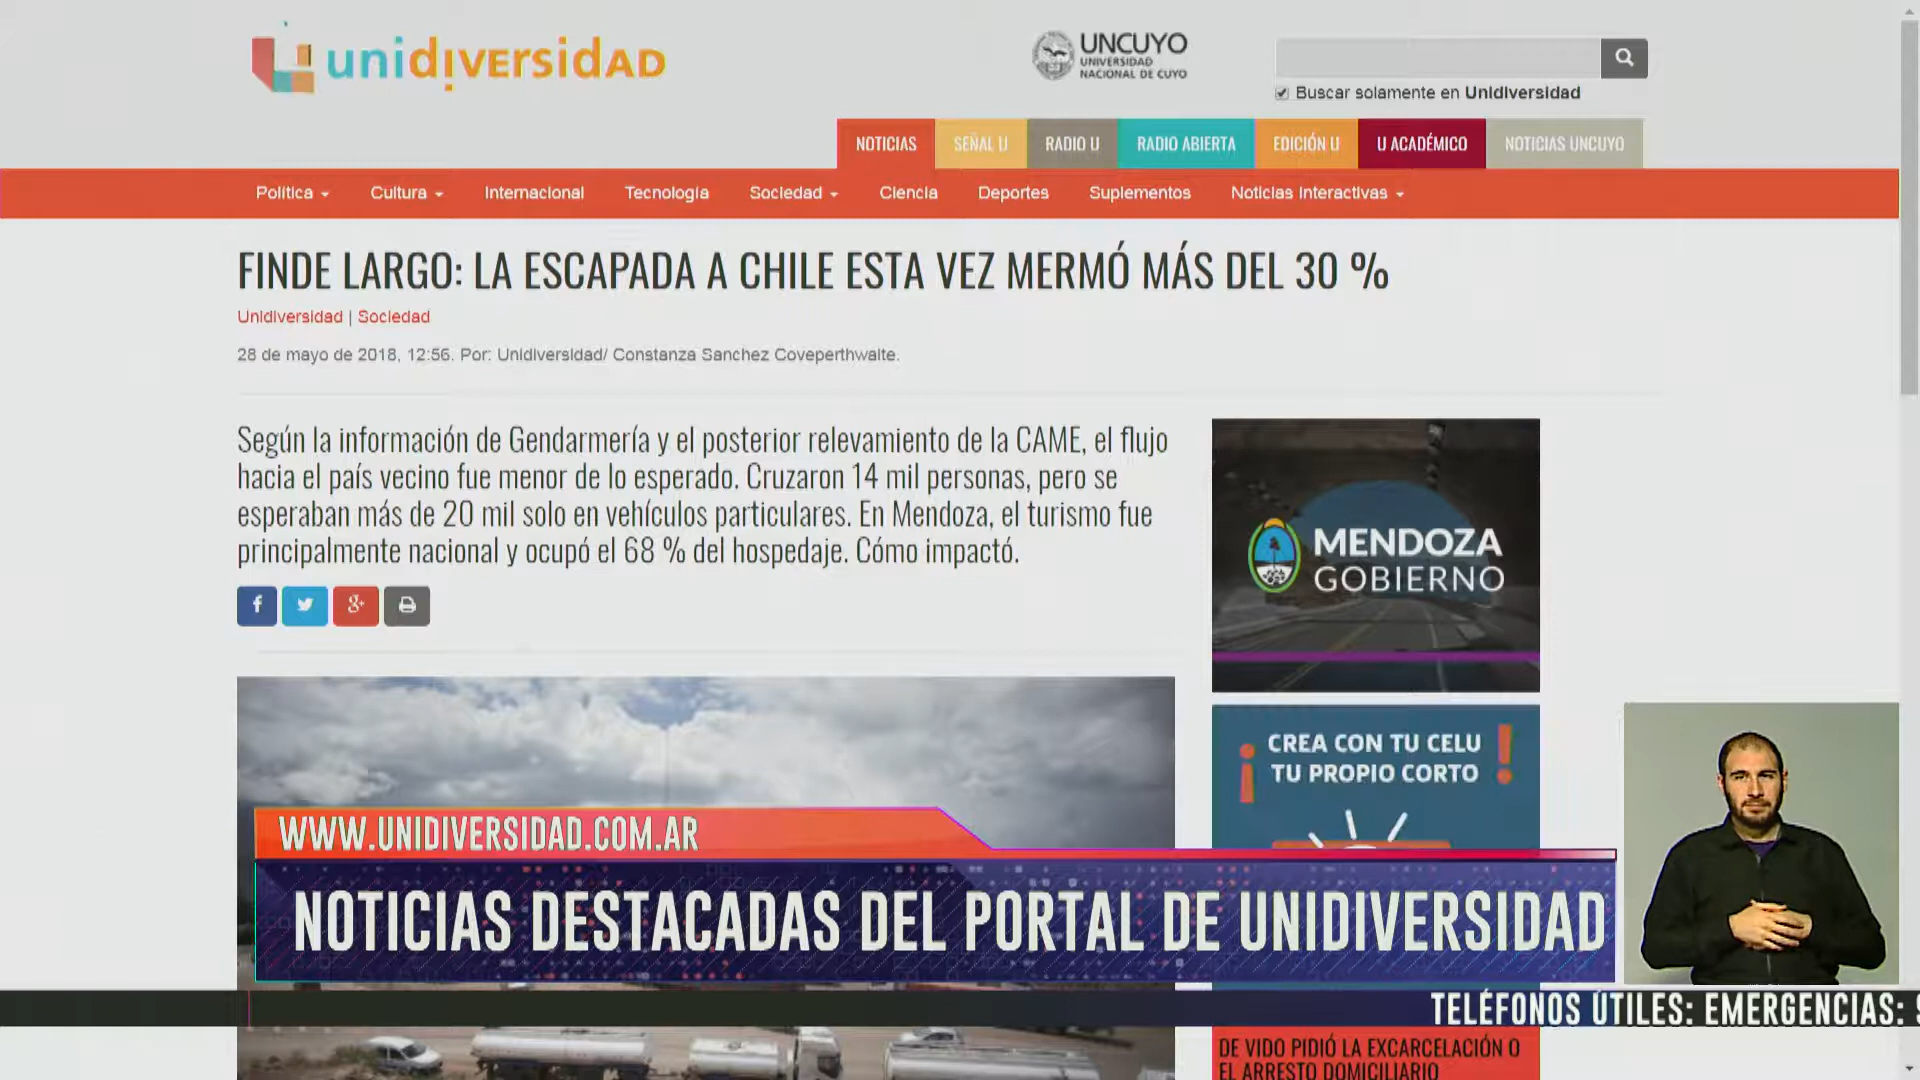 unidiversidad
UNCUYO
UNIVERSIDAD
NACIONAL DE CUYO
Buscar solamente en Unidiversidad
NOTICIAS SEÑAL U RADIO U RADIO ABIERTA EDICIÓN U U ACADÉMICO NOTICIAS UNCUYO
Política Cultura Internacional Tecnología Sociedad Ciencia Deportes Suplementos Noticias Interactivas
FINDE LARGO: LA ESCAPADA A CHILE ESTA VEZ MERMÓ MÁS DEL 30 %
Unidiversidad | Sociedad
28 de mayo de 2018, 12:56. Por: Unidiversidad/ Constanza Sanchez Coveperthwaite.
Según la información de Gendarmería y el posterior relevamiento de la CAME, el flujo
hacia el país vecino fue menor de lo esperado. Cruzaron 14 mil personas, pero se
esperaban más de 20 mil solo en vehículos particulares. En Mendoza, el turismo fue
principalmente nacional y ocupó el 68 % del hospedaje. Cómo impactó.
MENDOZA
GOBIERNO
¡CREA CON TU CELU
TU PROPIO CORTO!
WWW.UNIDIVERSIDAD.COM.AR
NOTICIAS DESTACADAS DEL PORTAL DE UNIDIVERSIDAD
TELÉFONOS ÚTILES: EMERGENCIAS:
DE VIDO PIDIÓ LA EXCARCELACIÓN O
EL ARRESTO DOMICILIARIO